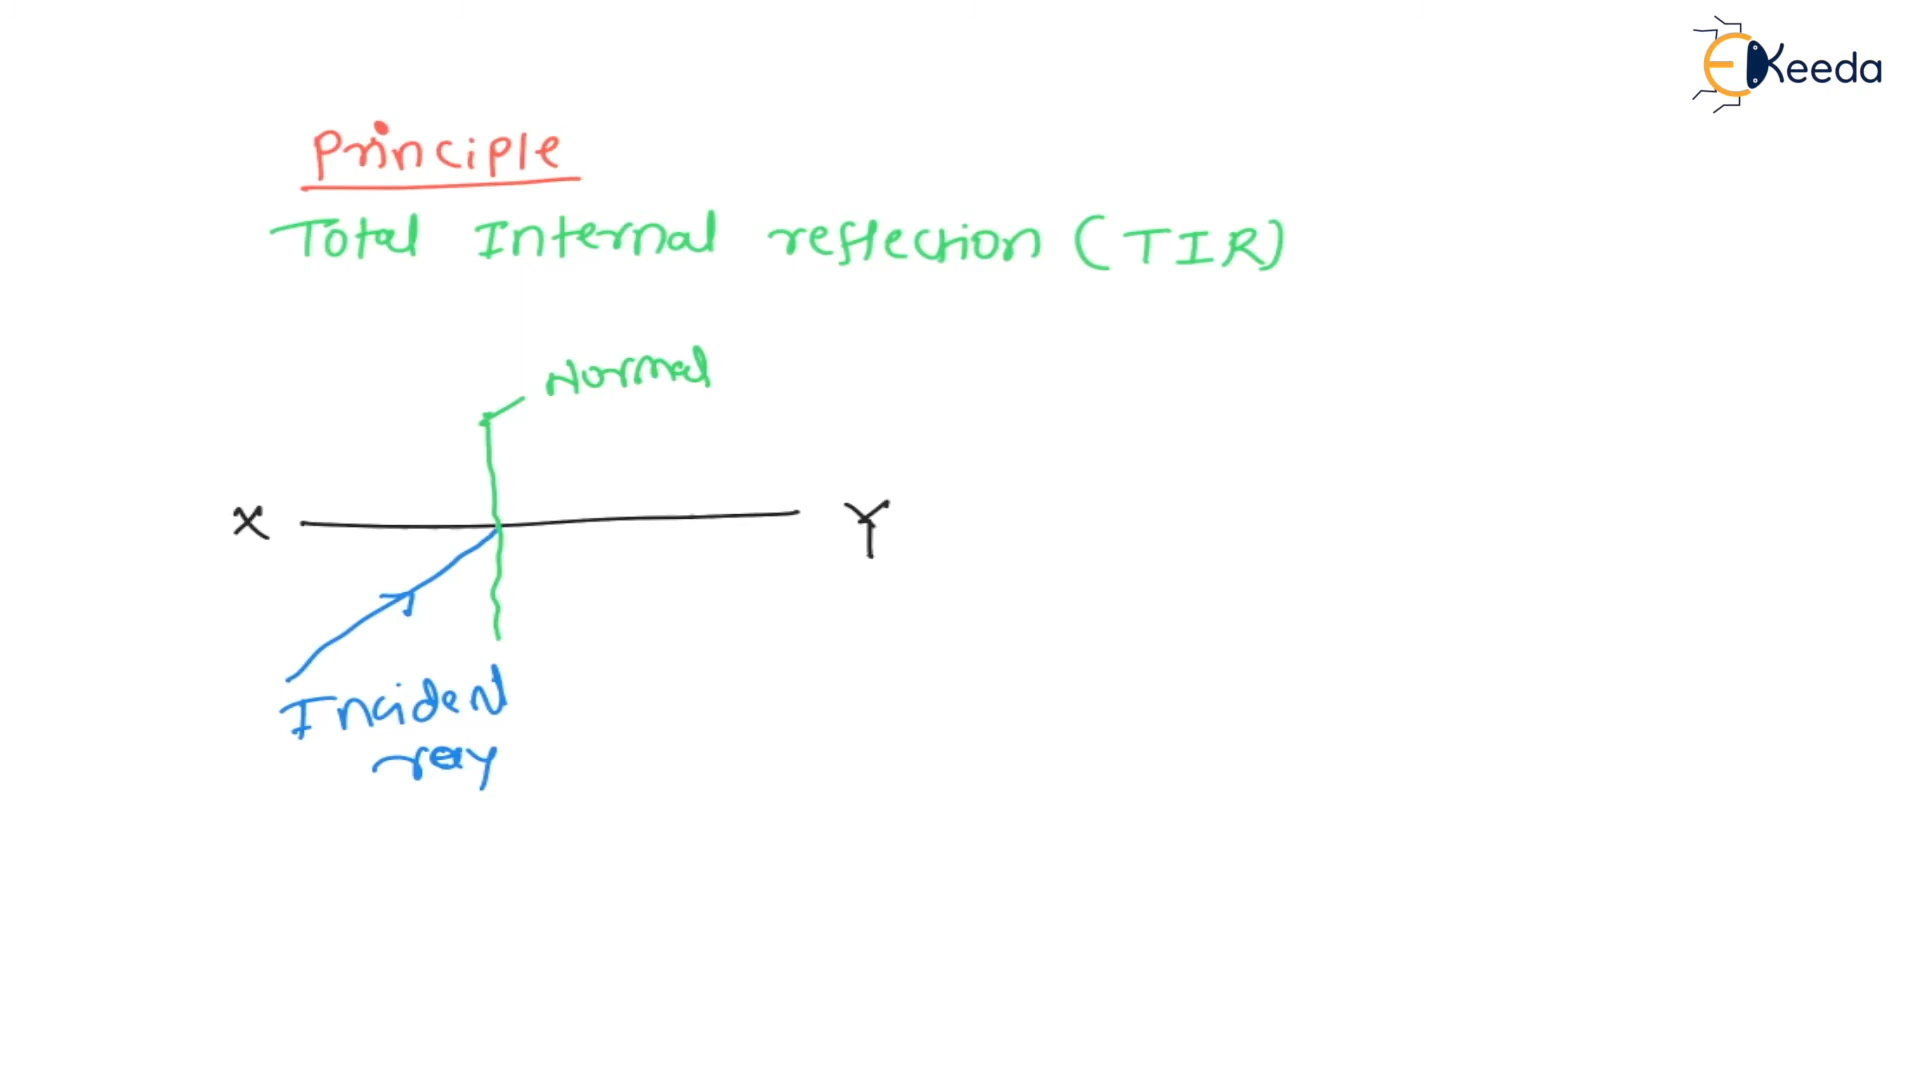 EKeeda
Principle
Total Internal reflection (TIR)
Normal
X Y
Incident
ray